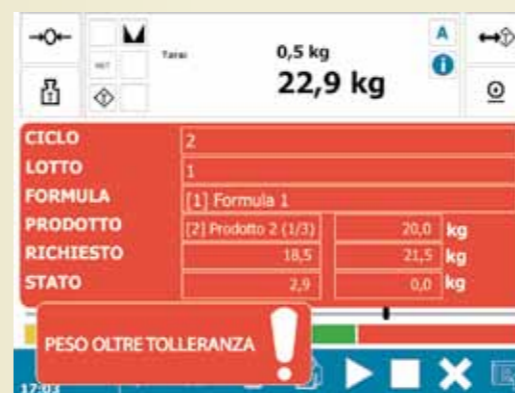 A
Tara: 0,5 kg
22,9 kg
CICLO 2
LOTTO 1
FORMULA [1] Formula 1
PRODOTTO [2] Prodotto 2 (1/3) 20,0 kg
RICHIESTO 18,5 21,5 kg
STATO 2,9 0,0 kg
PESO OLTRE TOLLERANZA
17:03